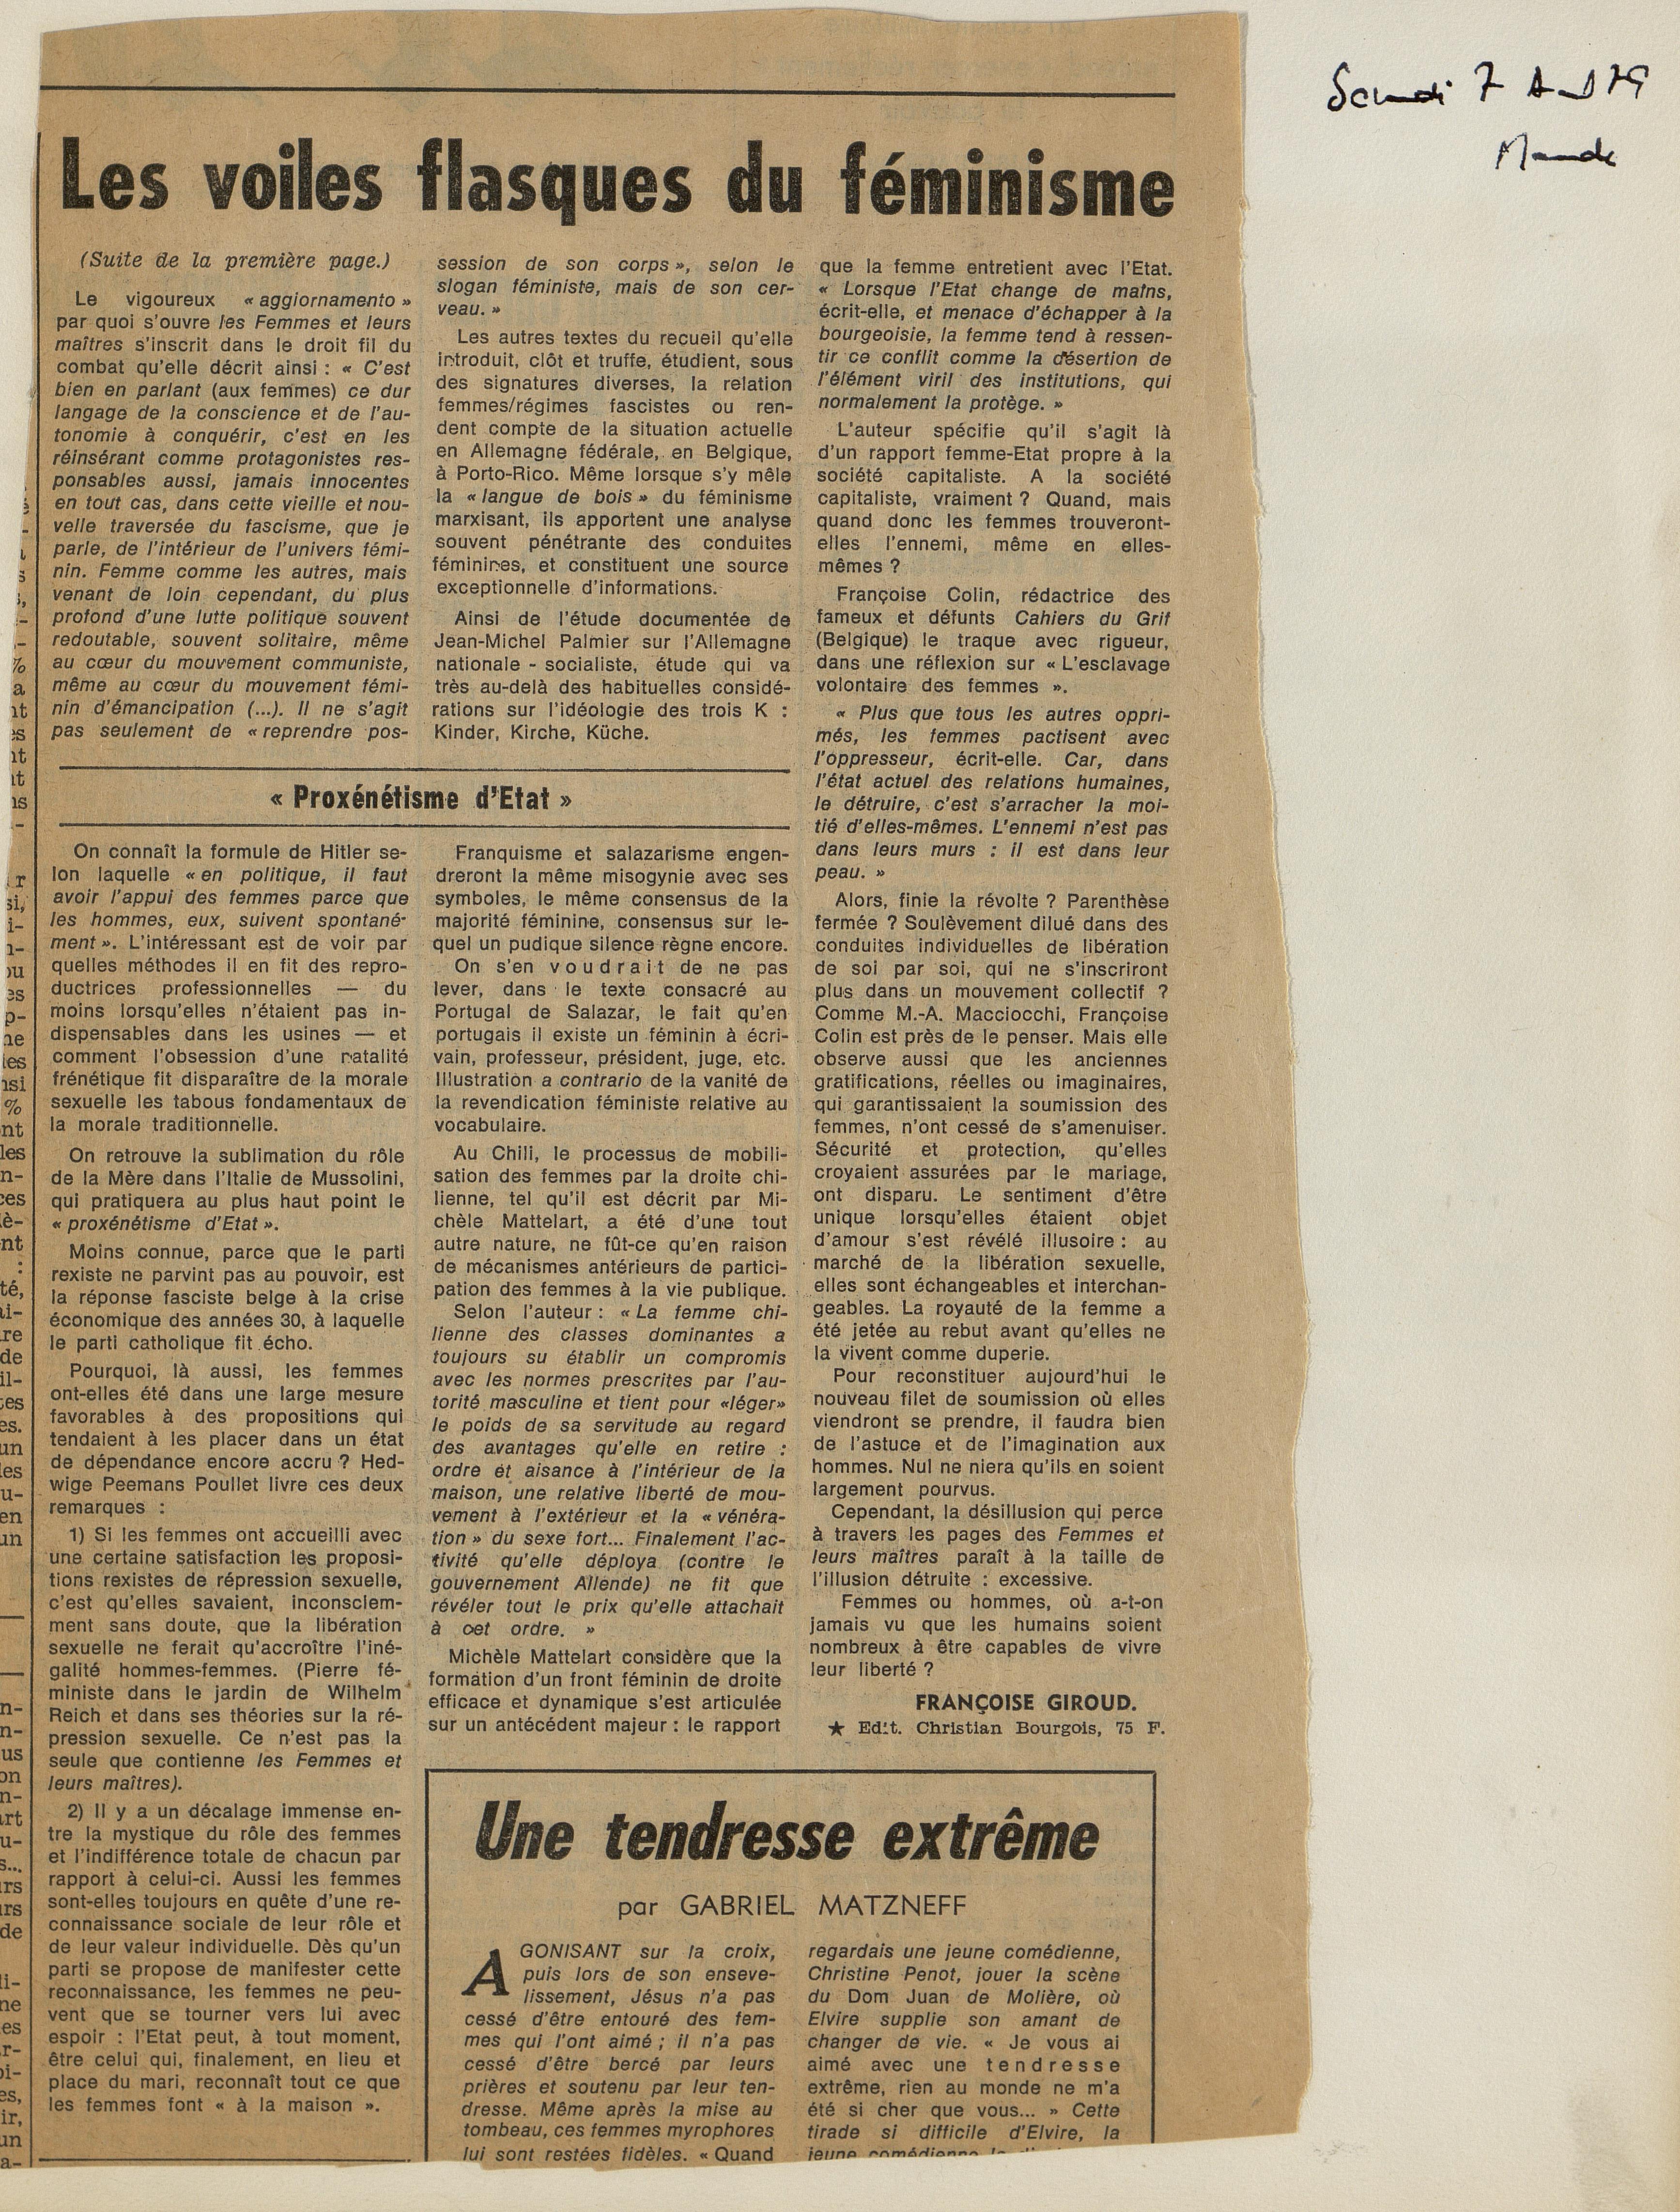 Samedi 7 Avril 79
Monde
Les voiles flasques du féminisme
(Suite de la première page.)
Le vigoureux « aggiornamento »
par quoi s'ouvre les Femmes et leurs
maîtres s'inscrit dans le droit fil du
combat qu'elle décrit ainsi : « C'est
bien en parlant (aux femmes) ce dur
langage de la conscience et de l'au-
tonomie à conquérir, c'est en les
réinsérant comme protagonistes res-
ponsables aussi, jamais innocentes
en tout cas, dans cette vieille et nou-
velle traversée du fascisme, que je
parle, de l'intérieur de l'univers fémi-
nin. Femme comme les autres, mais
venant de loin cependant, du plus
profond d'une lutte politique souvent
redoutable, souvent solitaire, même
au cœur du mouvement communiste,
même au cœur du mouvement fémi-
nin d'émancipation (...). Il ne s'agit
pas seulement de « reprendre pos-
session de son corps », selon le
slogan féministe, mais de son cer-
veau. »
Les autres textes du recueil qu'elle
introduit, clôt et truffe, étudient, sous
des signatures diverses, la relation
femmes/régimes fascistes ou ren-
dent compte de la situation actuelle
en Allemagne fédérale, en Belgique,
à Porto-Rico. Même lorsque s'y mêle
la « langue de bois » du féminisme
marxisant, ils apportent une analyse
souvent pénétrante des conduites
féminines, et constituent une source
exceptionnelle d'informations.
Ainsi de l'étude documentée de
Jean-Michel Palmier sur l'Allemagne
nationale - socialiste, étude qui va
très au-delà des habituelles considé-
rations sur l'idéologie des trois K :
Kinder, Kirche, Küche.
« Proxénétisme d'Etat »
On connaît la formule de Hitler se-
lon laquelle « en politique, il faut
avoir l'appui des femmes parce que
les hommes, eux, suivent spontané-
ment ». L'intéressant est de voir par
quelles méthodes il en fit des repro-
ductrices professionnelles — du
moins lorsqu'elles n'étaient pas in-
dispensables dans les usines — et
comment l'obsession d'une natalité
frénétique fit disparaître de la morale
sexuelle les tabous fondamentaux de
la morale traditionnelle.
On retrouve la sublimation du rôle
de la Mère dans l'Italie de Mussolini,
qui pratiquera au plus haut point le
« proxénétisme d'Etat ».
Moins connue, parce que le parti
rexiste ne parvint pas au pouvoir, est
la réponse fasciste belge à la crise
économique des années 30, à laquelle
le parti catholique fit écho.
Pourquoi, là aussi, les femmes
ont-elles été dans une large mesure
favorables à des propositions qui
tendaient à les placer dans un état
de dépendance encore accru ? Hed-
wige Peemans Poullet livre ces deux
remarques :
1) Si les femmes ont accueilli avec
une certaine satisfaction les proposi-
tions rexistes de répression sexuelle,
c'est qu'elles savaient, inconsciem-
ment sans doute, que la libération
sexuelle ne ferait qu'accroître l'iné-
galité hommes-femmes. (Pierre fé-
ministe dans le jardin de Wilhelm
Reich et dans ses théories sur la ré-
pression sexuelle. Ce n'est pas la
seule que contienne les Femmes et
leurs maîtres).
2) Il y a un décalage immense en-
tre la mystique du rôle des femmes
et l'indifférence totale de chacun par
rapport à celui-ci. Aussi les femmes
sont-elles toujours en quête d'une re-
connaissance sociale de leur rôle et
de leur valeur individuelle. Dès qu'un
parti se propose de manifester cette
reconnaissance, les femmes ne peu-
vent que se tourner vers lui avec
espoir : l'Etat peut, à tout moment,
être celui qui, finalement, en lieu et
place du mari, reconnaît tout ce que
les femmes font « à la maison ».
Franquisme et salazarisme engen-
dreront la même misogynie avec ses
symboles, le même consensus de la
majorité féminine, consensus sur le-
quel un pudique silence règne encore.
On s'en voudrait de ne pas
lever, dans le texte consacré au
Portugal de Salazar, le fait qu'en
portugais il existe un féminin à écri-
vain, professeur, président, juge, etc.
Illustration a contrario de la vanité de
la revendication féministe relative au
vocabulaire.
Au Chili, le processus de mobili-
sation des femmes par la droite chi-
lienne, tel qu'il est décrit par Mi-
chèle Mattelart, a été d'une tout
autre nature, ne fût-ce qu'en raison
de mécanismes antérieurs de partici-
pation des femmes à la vie publique.
Selon l'auteur : « La femme chi-
lienne des classes dominantes a
toujours su établir un compromis
avec les normes prescrites par l'au-
torité masculine et tient pour «léger»
le poids de sa servitude au regard
des avantages qu'elle en retire :
ordre et aisance à l'intérieur de la
maison, une relative liberté de mou-
vement à l'extérieur et la « vénéra-
tion » du sexe fort... Finalement l'ac-
tivité qu'elle déploya (contre le
gouvernement Allende) ne fit que
révéler tout le prix qu'elle attachait
à cet ordre. »
Michèle Mattelart considère que la
formation d'un front féminin de droite
efficace et dynamique s'est articulée
sur un antécédent majeur : le rapport
que la femme entretient avec l'Etat.
« Lorsque l'Etat change de mains,
écrit-elle, et menace d'échapper à la
bourgeoisie, la femme tend à ressen-
tir ce conflit comme la désertion de
l'élément viril des institutions, qui
normalement la protège. »
L'auteur spécifie qu'il s'agit là
d'un rapport femme-Etat propre à la
société capitaliste. A la société
capitaliste, vraiment ? Quand, mais
quand donc les femmes trouveront-
elles l'ennemi, même en elles-
mêmes ?
Françoise Colin, rédactrice des
fameux et défunts Cahiers du Grif
(Belgique) le traque avec rigueur,
dans une réflexion sur « L'esclavage
volontaire des femmes ».
« Plus que tous les autres oppri-
més, les femmes pactisent avec
l'oppresseur, écrit-elle. Car, dans
l'état actuel des relations humaines,
le détruire, c'est s'arracher la moi-
tié d'elles-mêmes. L'ennemi n'est pas
dans leurs murs : il est dans leur
peau. »
Alors, finie la révolte ? Parenthèse
fermée ? Soulèvement dilué dans des
conduites individuelles de libération
de soi par soi, qui ne s'inscriront
plus dans un mouvement collectif ?
Comme M.-A. Macciocchi, Françoise
Colin est près de le penser. Mais elle
observe aussi que les anciennes
gratifications, réelles ou imaginaires,
qui garantissaient la soumission des
femmes, n'ont cessé de s'amenuiser.
Sécurité et protection, qu'elles
croyaient assurées par le mariage,
ont disparu. Le sentiment d'être
unique lorsqu'elles étaient objet
d'amour s'est révélé illusoire : au
marché de la libération sexuelle,
elles sont échangeables et interchan-
geables. La royauté de la femme a
été jetée au rebut avant qu'elles ne
la vivent comme duperie.
Pour reconstituer aujourd'hui le
nouveau filet de soumission où elles
viendront se prendre, il faudra bien
de l'astuce et de l'imagination aux
hommes. Nul ne niera qu'ils en soient
largement pourvus.
Cependant, la désillusion qui perce
à travers les pages des Femmes et
leurs maîtres paraît à la taille de
l'illusion détruite : excessive.
Femmes ou hommes, où a-t-on
jamais vu que les humains soient
nombreux à être capables de vivre
leur liberté ?
FRANÇOISE GIROUD.
★ Edit. Christian Bourgois, 75 F.
Une tendresse extrême
par GABRIEL MATZNEFF
AGONISANT sur la croix,
puis lors de son enseve-
lissement, Jésus n'a pas
cessé d'être entouré des fem-
mes qui l'ont aimé ; il n'a pas
cessé d'être bercé par leurs
prières et soutenu par leur ten-
dresse. Même après la mise au
tombeau, ces femmes myrophores
lui sont restées fidèles. « Quand
regardais une jeune comédienne,
Christine Penot, jouer la scène
du Dom Juan de Molière, où
Elvire supplie son amant de
changer de vie. « Je vous ai
aimé avec une tendresse
extrême, rien au monde ne m'a
été si cher que vous... » Cette
tirade si difficile d'Elvire, la
jeune comédienne